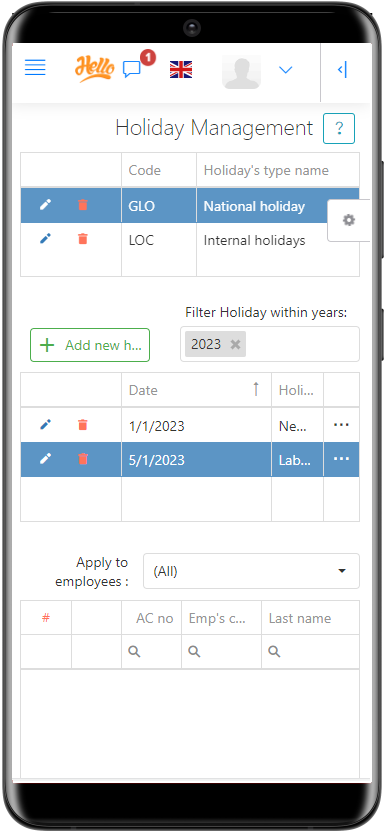 Hello
1
Holiday Management ?
Code Holiday's type name
GLO National holiday
LOC Internal holidays
Filter Holiday within years:
Add new h...
2023
Date Holi...
1/1/2023 Ne...
5/1/2023 Lab...
Apply to
employees :
(All)
# AC no Emp's c... Last name